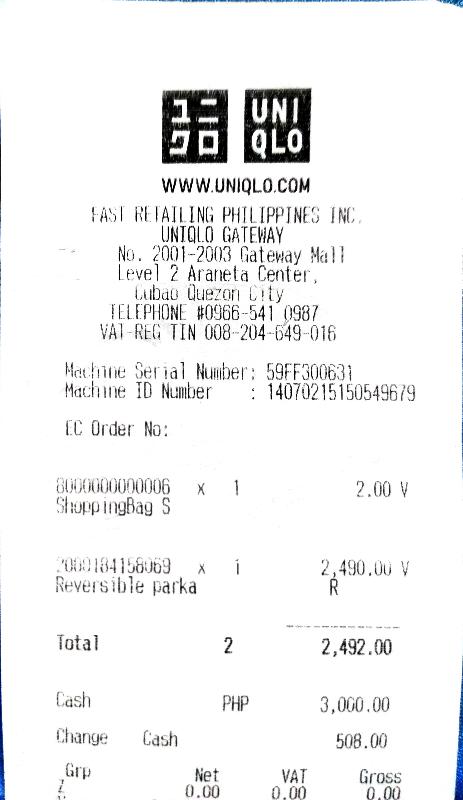 ユニ
クロ
UNI
QLO
WWW.UNIQLO.COM
FAST RETAILING PHILIPPINES INC.
UNIQLO GATEWAY
No. 2001-2003 Gateway Mall
Level 2 Araneta Center,
Cubao Quezon City
TELEPHONE #0966-541 0987
VAT-REG TIN 008-204-649-016
Machine Serial Number: 59FF300631
Machine ID Number : 14070215150549679
EC Order No:
8000000000006 x 1 2.00 V
ShoppingBag S
x 1 2,490.00 V
Reversible parka R
Total 2 2,492.00
Cash PHP 3,000.00
Change Cash 508.00
Grp Net VAT Gross
0.00 0.00 0.00